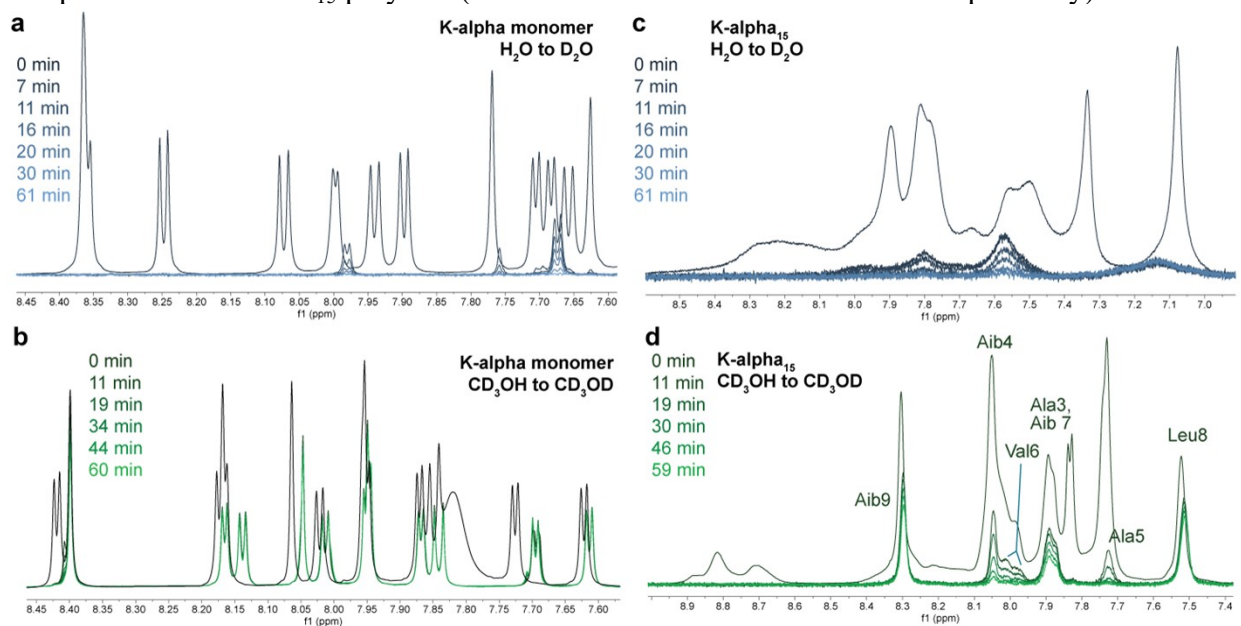 a
K-alpha monomer
H₂O to D₂O
0 min
7 min
11 min
16 min
20 min
30 min
61 min
8.45 8.40 8.35 8.30 8.25 8.20 8.15 8.10 8.05 8.00 7.95 7.90 7.85 7.80 7.75 7.70 7.65 7.60
f1 (ppm)
c
K-alpha₁₅
H₂O to D₂O
0 min
7 min
11 min
16 min
20 min
30 min
61 min
8.5 8.4 8.3 8.2 8.1 8.0 7.9 7.8 7.7 7.6 7.5 7.4 7.3 7.2 7.1 7.0
f1 (ppm)
b
K-alpha monomer
CD₃OH to CD₃OD
0 min
11 min
19 min
34 min
44 min
60 min
8.45 8.40 8.35 8.30 8.25 8.20 8.15 8.10 8.05 8.00 7.95 7.90 7.85 7.80 7.75 7.70 7.65 7.60
f1 (ppm)
d
K-alpha₁₅
CD₃OH to CD₃OD
0 min
11 min
19 min
30 min
46 min
59 min
Aib9
Aib4
Val6
Ala3,
Aib 7
Ala5
Leu8
8.9 8.8 8.7 8.6 8.5 8.4 8.3 8.2 8.1 8.0 7.9 7.8 7.7 7.6 7.5 7.4
f1 (ppm)